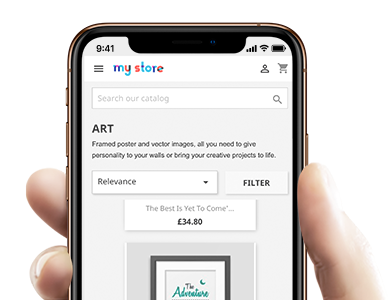 9:41
my store
Search our catalog
ART
Framed poster and vector images, all you need to give
personality to your walls or bring your creative projects to life.
Relevance
FILTER
The Best Is Yet To Come"...
£34.80
The
Adventure